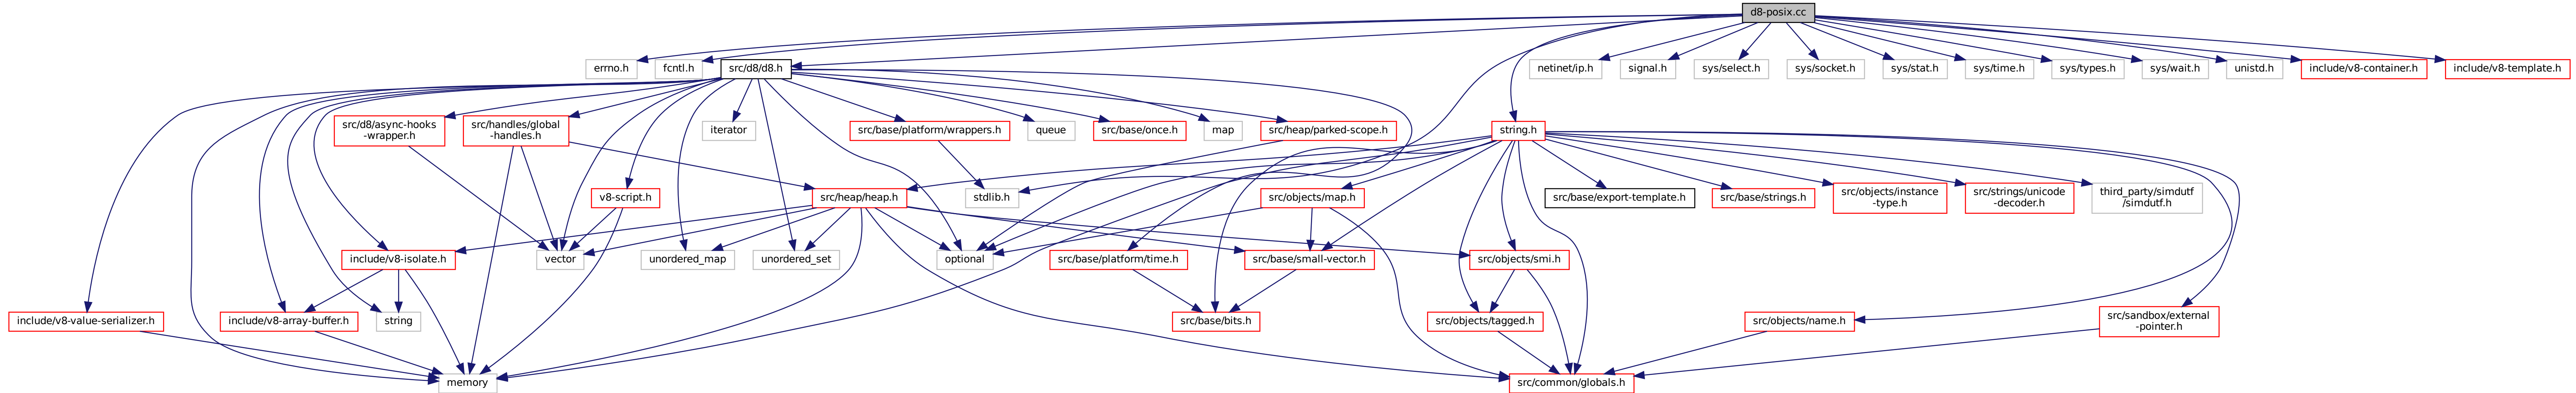 d8-posix.cc
errno.h
fcntl.h
src/d8/d8.h
netinet/ip.h
signal.h
sys/select.h
sys/socket.h
sys/stat.h
sys/time.h
sys/types.h
sys/wait.h
unistd.h
include/v8-container.h
include/v8-template.h
src/d8/async-hooks
-wrapper.h
src/handles/global
-handles.h
iterator
src/base/platform/wrappers.h
queue
src/base/once.h
map
src/heap/parked-scope.h
string.h
v8-script.h
src/heap/heap.h
stdlib.h
src/objects/map.h
src/base/export-template.h
src/base/strings.h
src/objects/instance
-type.h
src/strings/unicode
-decoder.h
third_party/simdutf
/simdutf.h
include/v8-isolate.h
vector
unordered_map
unordered_set
optional
src/base/platform/time.h
src/base/small-vector.h
src/objects/smi.h
include/v8-value-serializer.h
include/v8-array-buffer.h
string
src/base/bits.h
src/objects/tagged.h
src/objects/name.h
src/sandbox/external
-pointer.h
memory
src/common/globals.h